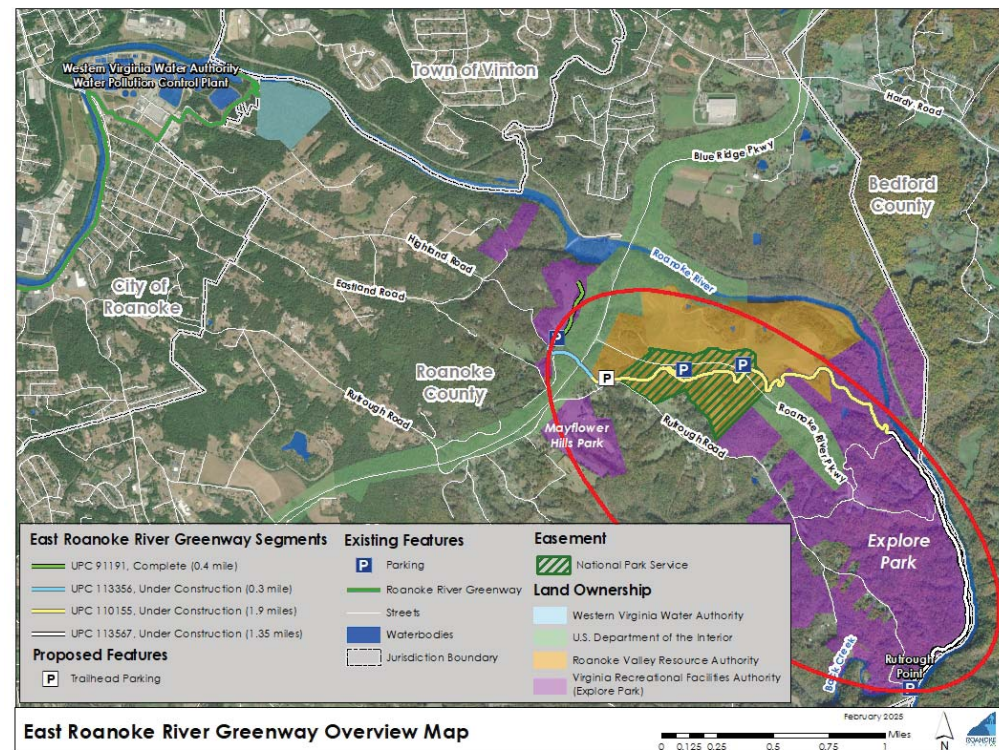 Western Virginia Water Authority
Water Pollution Control Plant
Town of Vinton
Hardy Road
Blue Ridge Pkwy
Bedford
County
Highland Road
Roanoke River
Eastland Road
City of
Roanoke
P
Roanoke
County
P
P
P
Rutrough Road
Mayflower
Hills Park
Rutrough Road
Roanoke River Pkwy
Explore
Park
Back Creek
Rutrough
Point
P
East Roanoke River Greenway Segments
UPC 91191, Complete (0.4 mile)
UPC 113356, Under Construction (0.3 mile)
UPC 110155, Under Construction (1.9 miles)
UPC 113567, Under Construction (1.35 miles)
Proposed Features
P Trailhead Parking
Existing Features
P Parking
Roanoke River Greenway
Streets
Waterbodies
Jurisdiction Boundary
Easement
National Park Service
Land Ownership
Western Virginia Water Authority
U.S. Department of the Interior
Roanoke Valley Resource Authority
Virginia Recreational Facilities Authority
(Explore Park)
East Roanoke River Greenway Overview Map
February 2025
Miles
0 0.125 0.25 0.5 0.75 1
N
ROANOKE